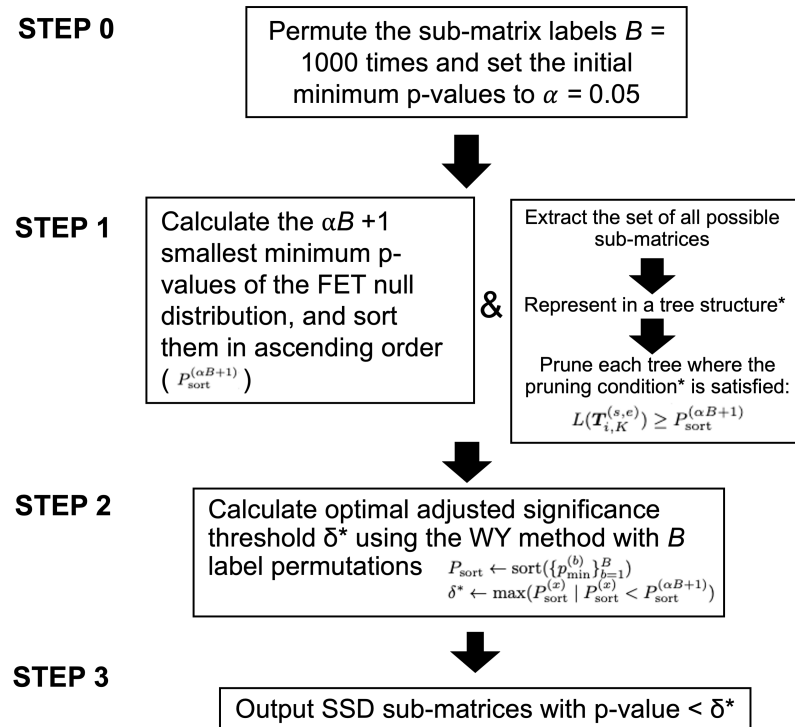 STEP 0
Permute the sub-matrix labels B =
1000 times and set the initial
minimum p-values to α = 0.05
STEP 1
Calculate the αB +1
smallest minimum p-
values of the FET null
distribution, and sort
them in ascending order
( P_sort^(αB+1) )
&
Extract the set of all possible
sub-matrices
Represent in a tree structure*
Prune each tree where the
pruning condition* is satisfied:
L(T_{i,K}^{(s,e)}) ≥ P_sort^(αB+1)
STEP 2
Calculate optimal adjusted significance
threshold δ* using the WY method with B
label permutations
P_sort ← sort({p_min^(b)}_{b=1}^B)
δ* ← max(P_sort^(x) | P_sort^(x) < P_sort^(αB+1))
STEP 3
Output SSD sub-matrices with p-value < δ*